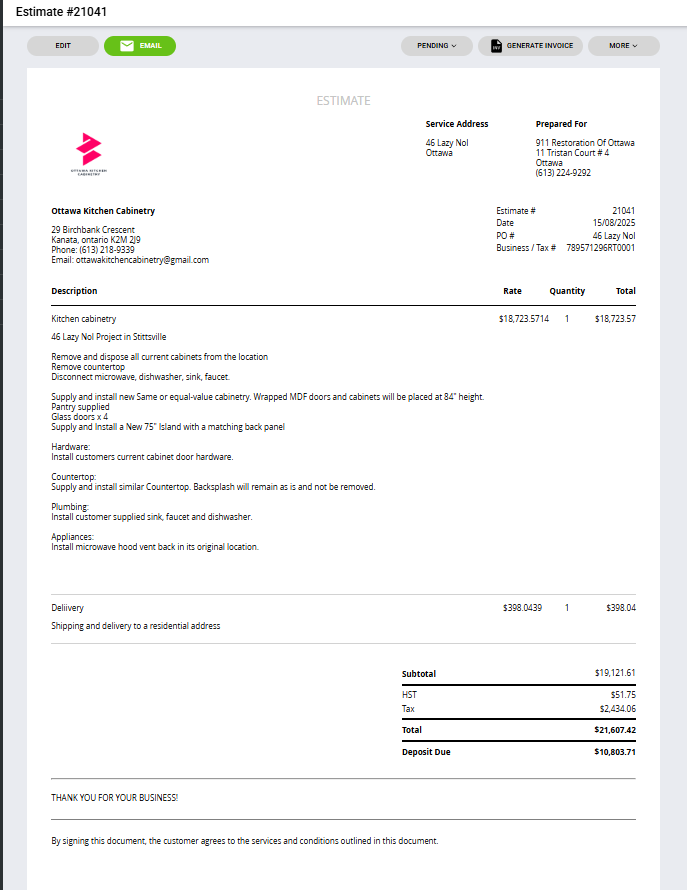 Estimate #21041
EDIT
EMAIL
PENDING
GENERATE INVOICE
MORE
ESTIMATE
Service Address
46 Lazy Nol
Ottawa
Prepared For
911 Restoration Of Ottawa
11 Tristan Court # 4
Ottawa
(613) 224-9292
OTTAWA KITCHEN
CABINETRY
Ottawa Kitchen Cabinetry
29 Birchbank Crescent
Kanata, ontario K2M 2J9
Phone: (613) 218-9339
Email: ottawakitchencabinetry@gmail.com
Estimate # 21041
Date 15/08/2025
PO # 46 Lazy Nol
Business / Tax # 789571296RT0001
Description Rate Quantity Total
Kitchen cabinetry $18,723.5714 1 $18,723.57
46 Lazy Nol Project in Stittsville
Remove and dispose all current cabinets from the location
Remove countertop
Disconnect microwave, dishwasher, sink, faucet.
Supply and install new Same or equal-value cabinetry. Wrapped MDF doors and cabinets will be placed at 84" height.
Pantry supplied
Glass doors x 4
Supply and Install a New 75" Island with a matching back panel
Hardware:
Install customers current cabinet door hardware.
Countertop:
Supply and install similar Countertop. Backsplash will remain as is and not be removed.
Plumbing:
Install customer supplied sink, faucet and dishwasher.
Appliances:
Install microwave hood vent back in its original location.
Deliivery $398.0439 1 $398.04
Shipping and delivery to a residential address
Subtotal $19,121.61
HST $51.75
Tax $2,434.06
Total $21,607.42
Deposit Due $10,803.71
THANK YOU FOR YOUR BUSINESS!
By signing this document, the customer agrees to the services and conditions outlined in this document.